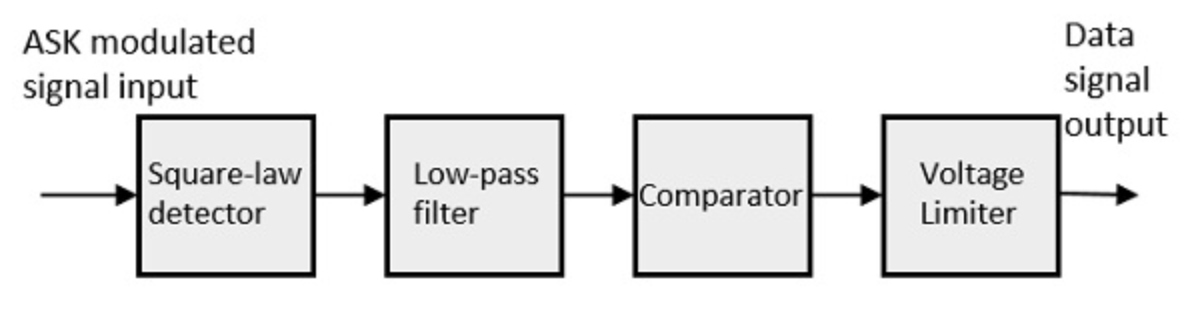 ASK modulated
signal input
Square-law
detector
Low-pass
filter
Comparator
Voltage
Limiter
Data
signal
output